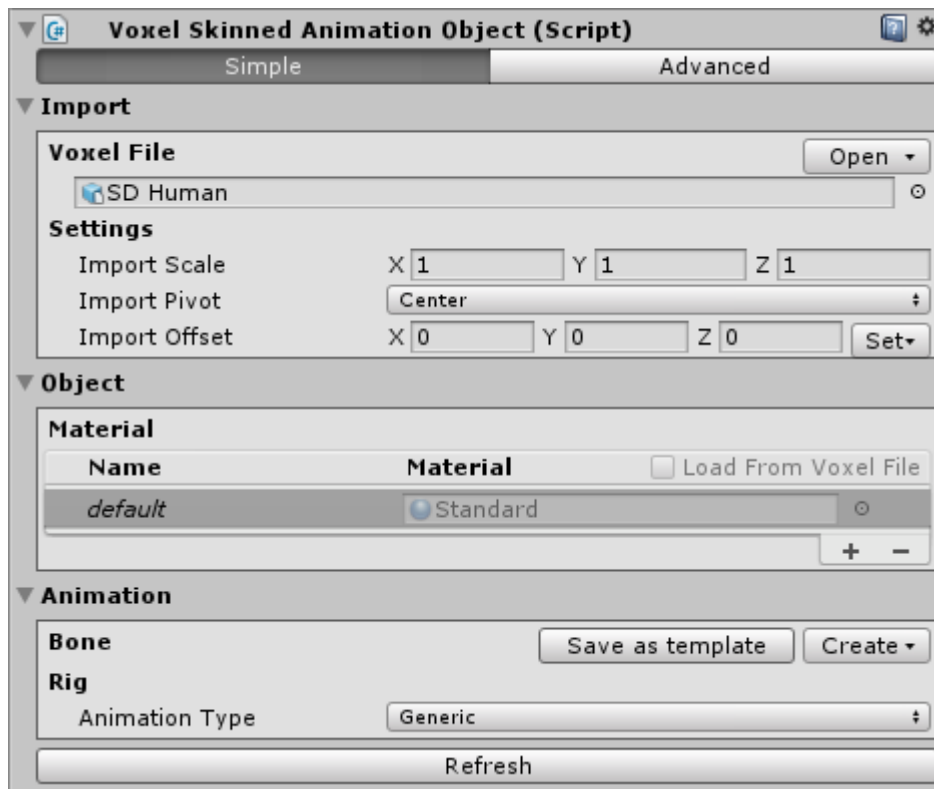 Voxel Skinned Animation Object (Script)
Simple Advanced
Import
Voxel File Open
SD Human
Settings
Import Scale X 1 Y 1 Z 1
Import Pivot Center
Import Offset X 0 Y 0 Z 0 Set
Object
Material
Name Material Load From Voxel File
default Standard
+ −
Animation
Bone Save as template Create
Rig
Animation Type Generic
Refresh